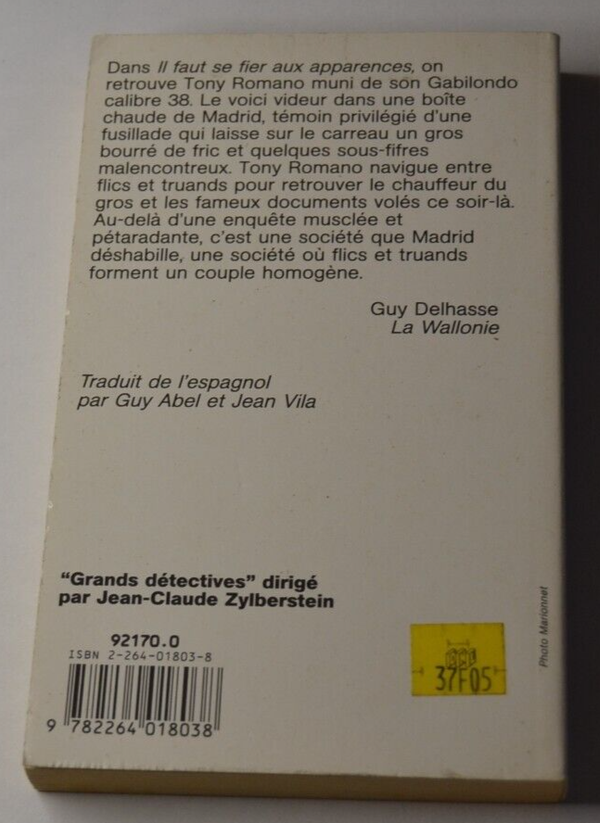 Dans Il faut se fier aux apparences, on
retrouve Tony Romano muni de son Gabilondo
calibre 38. Le voici videur dans une boîte
chaude de Madrid, témoin privilégié d'une
fusillade qui laisse sur le carreau un gros
bourré de fric et quelques sous-fifres
malencontreux. Tony Romano navigue entre
flics et truands pour retrouver le chauffeur du
gros et les fameux documents volés ce soir-là.
Au-delà d'une enquête musclée et
pétaradante, c'est une société que Madrid
déshabille, une société où flics et truands
forment un couple homogène.
Guy Delhasse
La Wallonie
Traduit de l'espagnol
par Guy Abel et Jean Vila
"Grands détectives" dirigé
par Jean-Claude Zylberstein
92170.0
ISBN 2-264-01803-8
9 782264 018038
37F05
Photo Marionnet